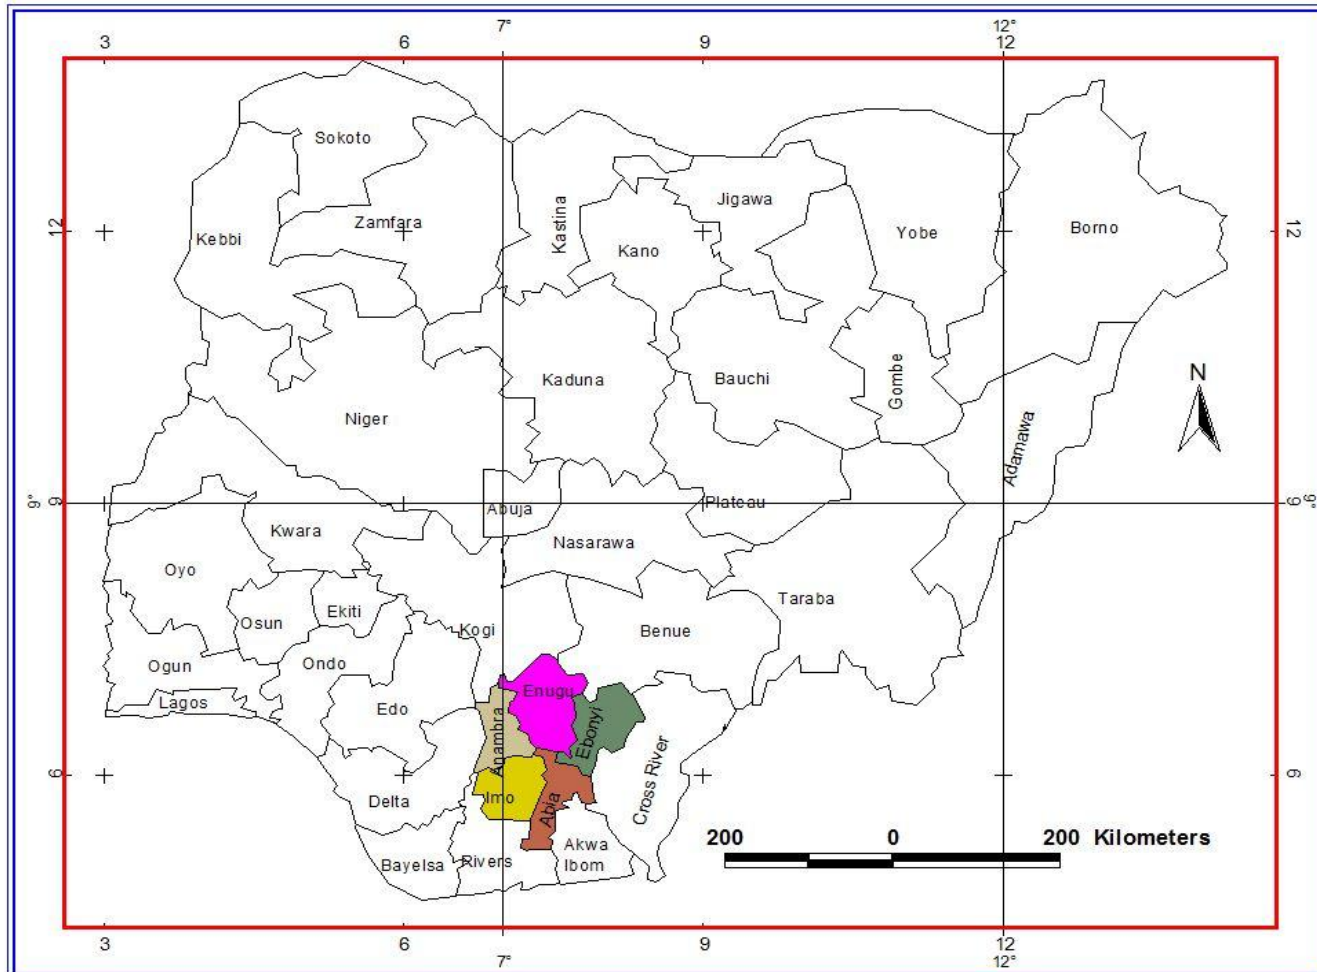 7°
12°
3
6
9
12
Sokoto
Zamfara
Kebbi
Kastina
Kano
Jigawa
Yobe
Borno
12
12
Niger
Kaduna
Bauchi
Gombe
Adamawa
N
9°
9
9
9°
Abuja
Plateau
Kwara
Nasarawa
Oyo
Osun
Ekiti
Kogi
Benue
Taraba
Ogun
Ondo
Lagos
Edo
Enugu
Anambra
Ebonyi
Cross River
6
6
Delta
Imo
Abia
Bayelsa
Rivers
Akwa
Ibom
200 0 200 Kilometers
3
6
7°
9
12
12°